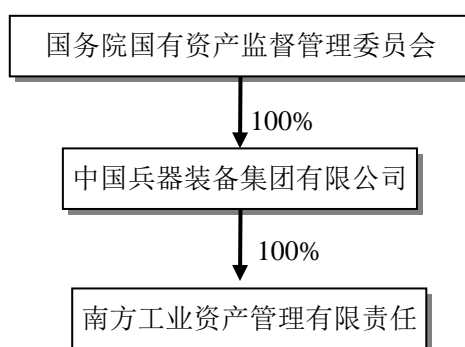 国务院国有资产监督管理委员会
100%
中国兵器装备集团有限公司
100%
南方工业资产管理有限责任